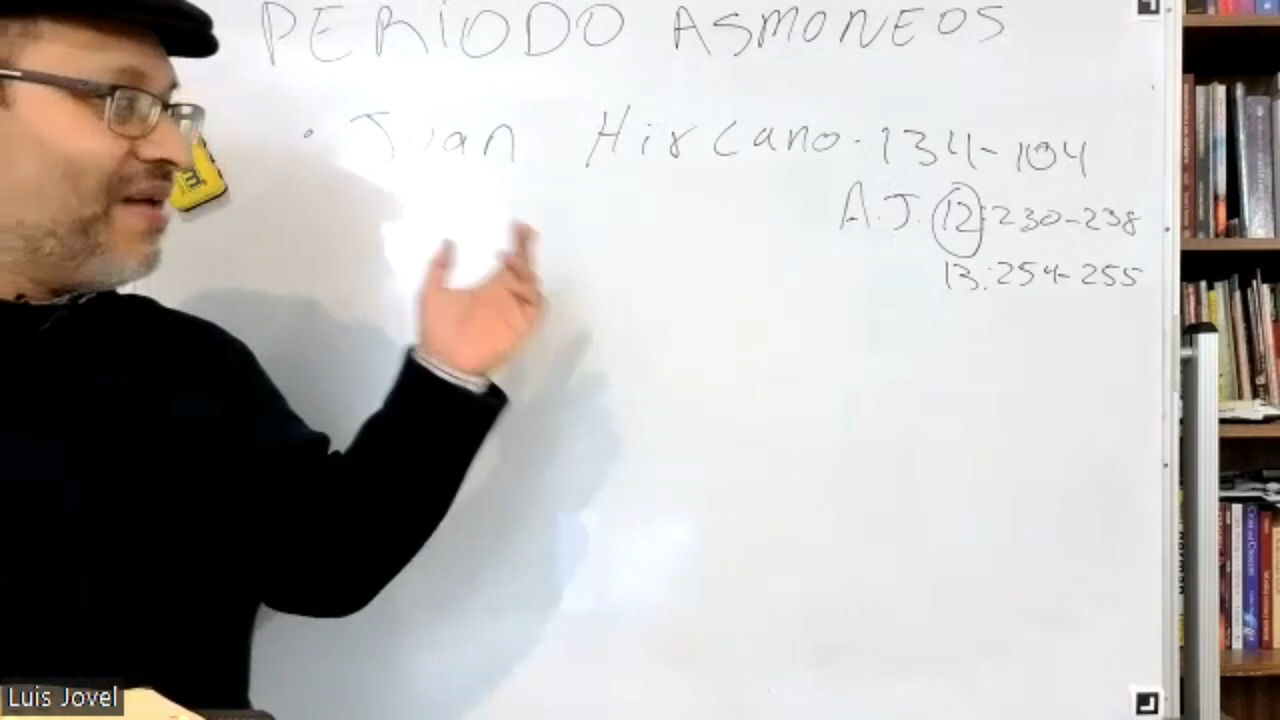 PERIODO ASMONEOS
• Juan Hircano. 134-104
A.J. 12:230-238
13:254-255
Luis Jovel